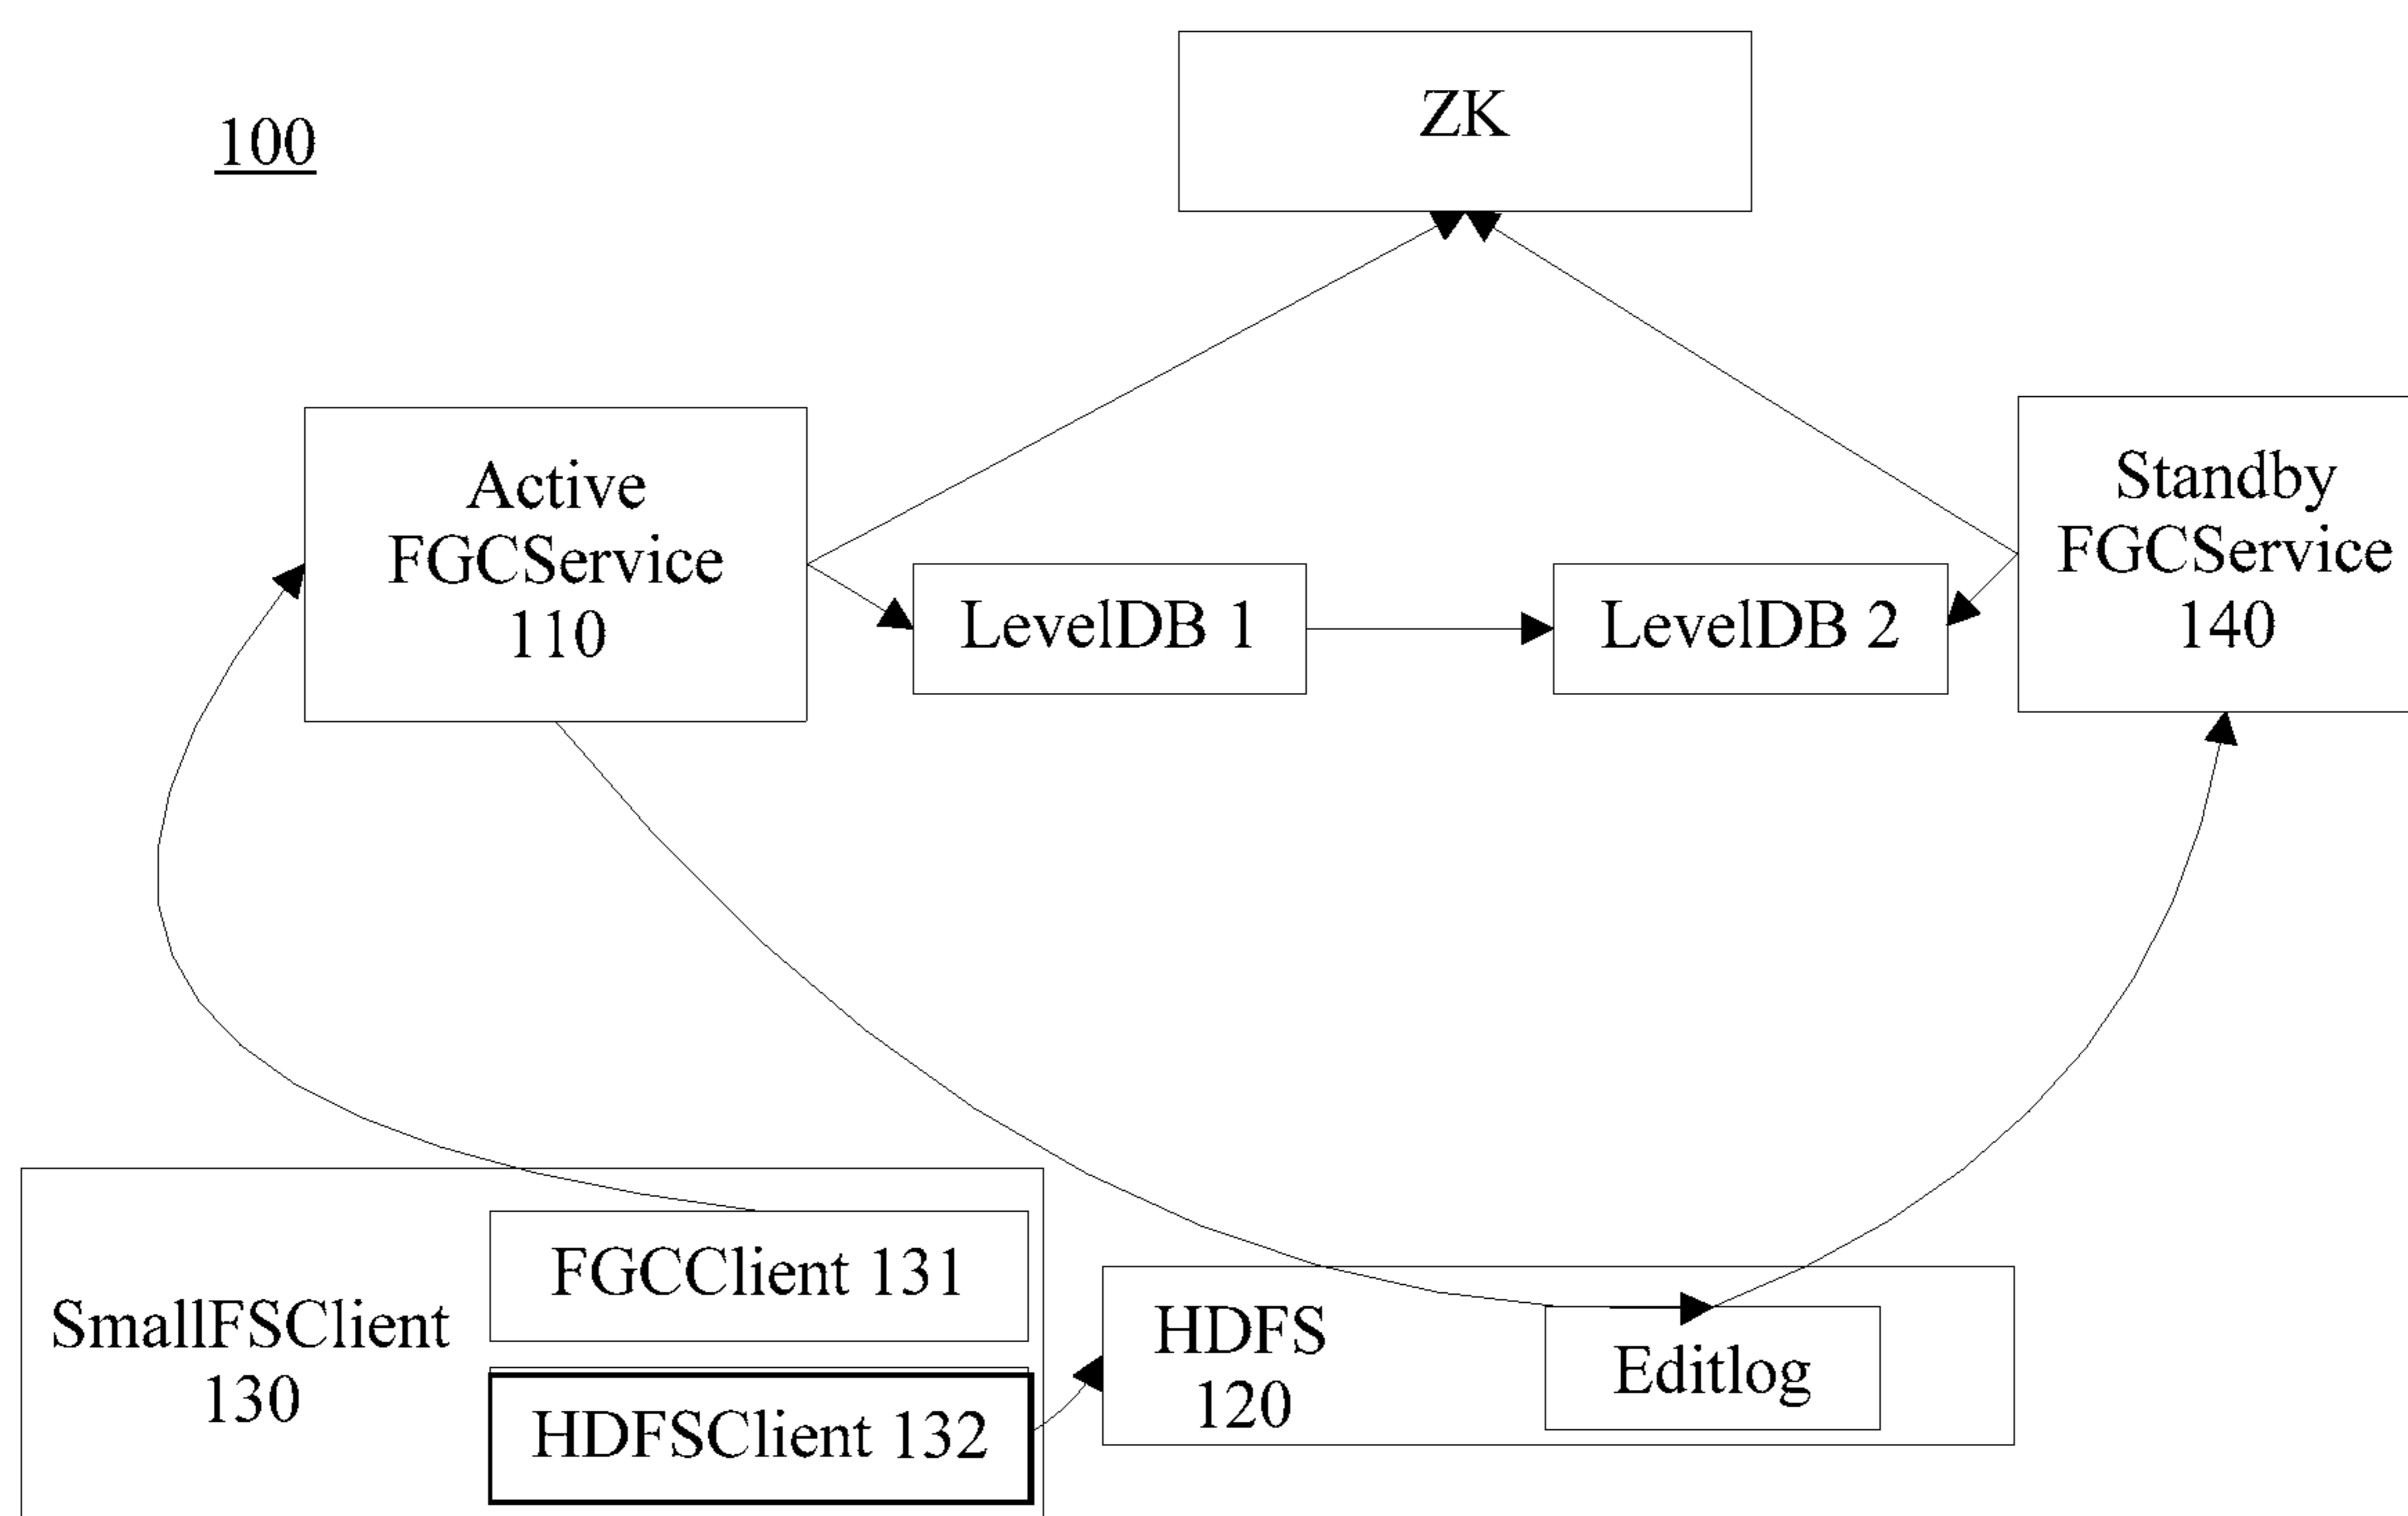 100
ZK
Active
FGCService
110
LevelDB 1
LevelDB 2
Standby
FGCService
140
SmallFSClient
130
FGCClient 131
HDFSClient 132
HDFS
120
Editlog